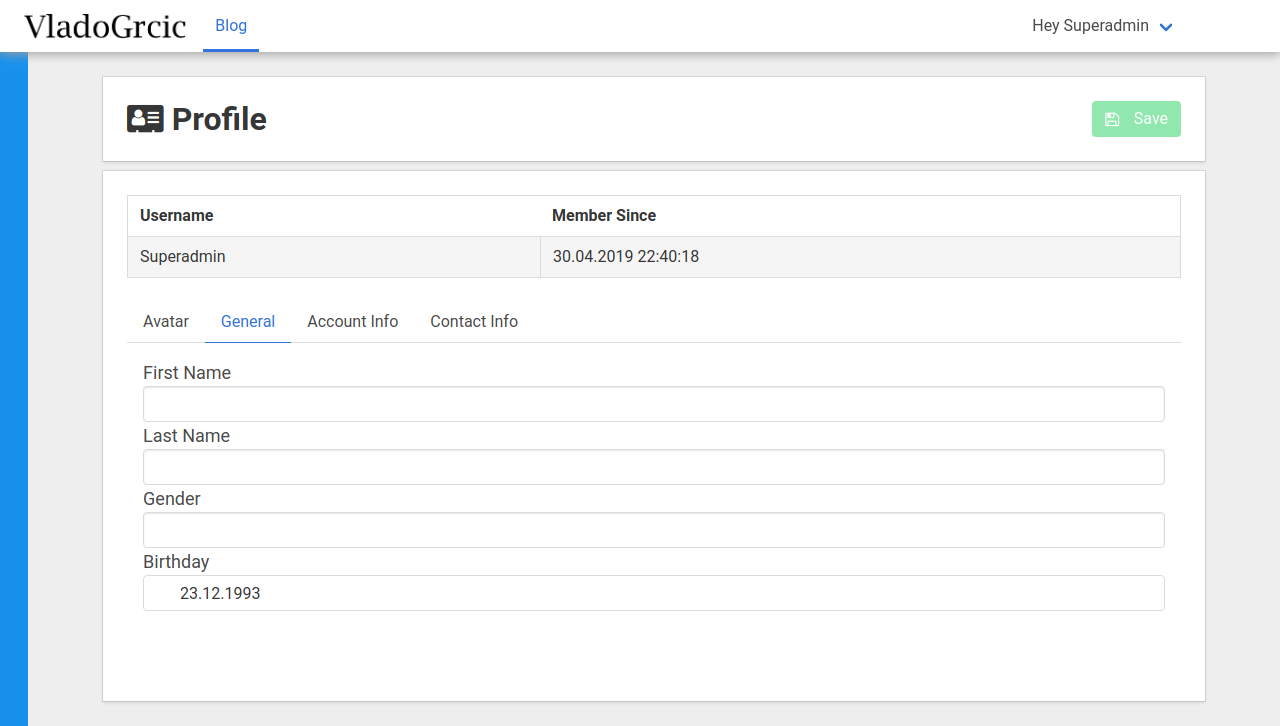 VladoGrcic Blog Hey Superadmin
Profile Save
Username Member Since
Superadmin 30.04.2019 22:40:18
Avatar General Account Info Contact Info
First Name
Last Name
Gender
Birthday
23.12.1993